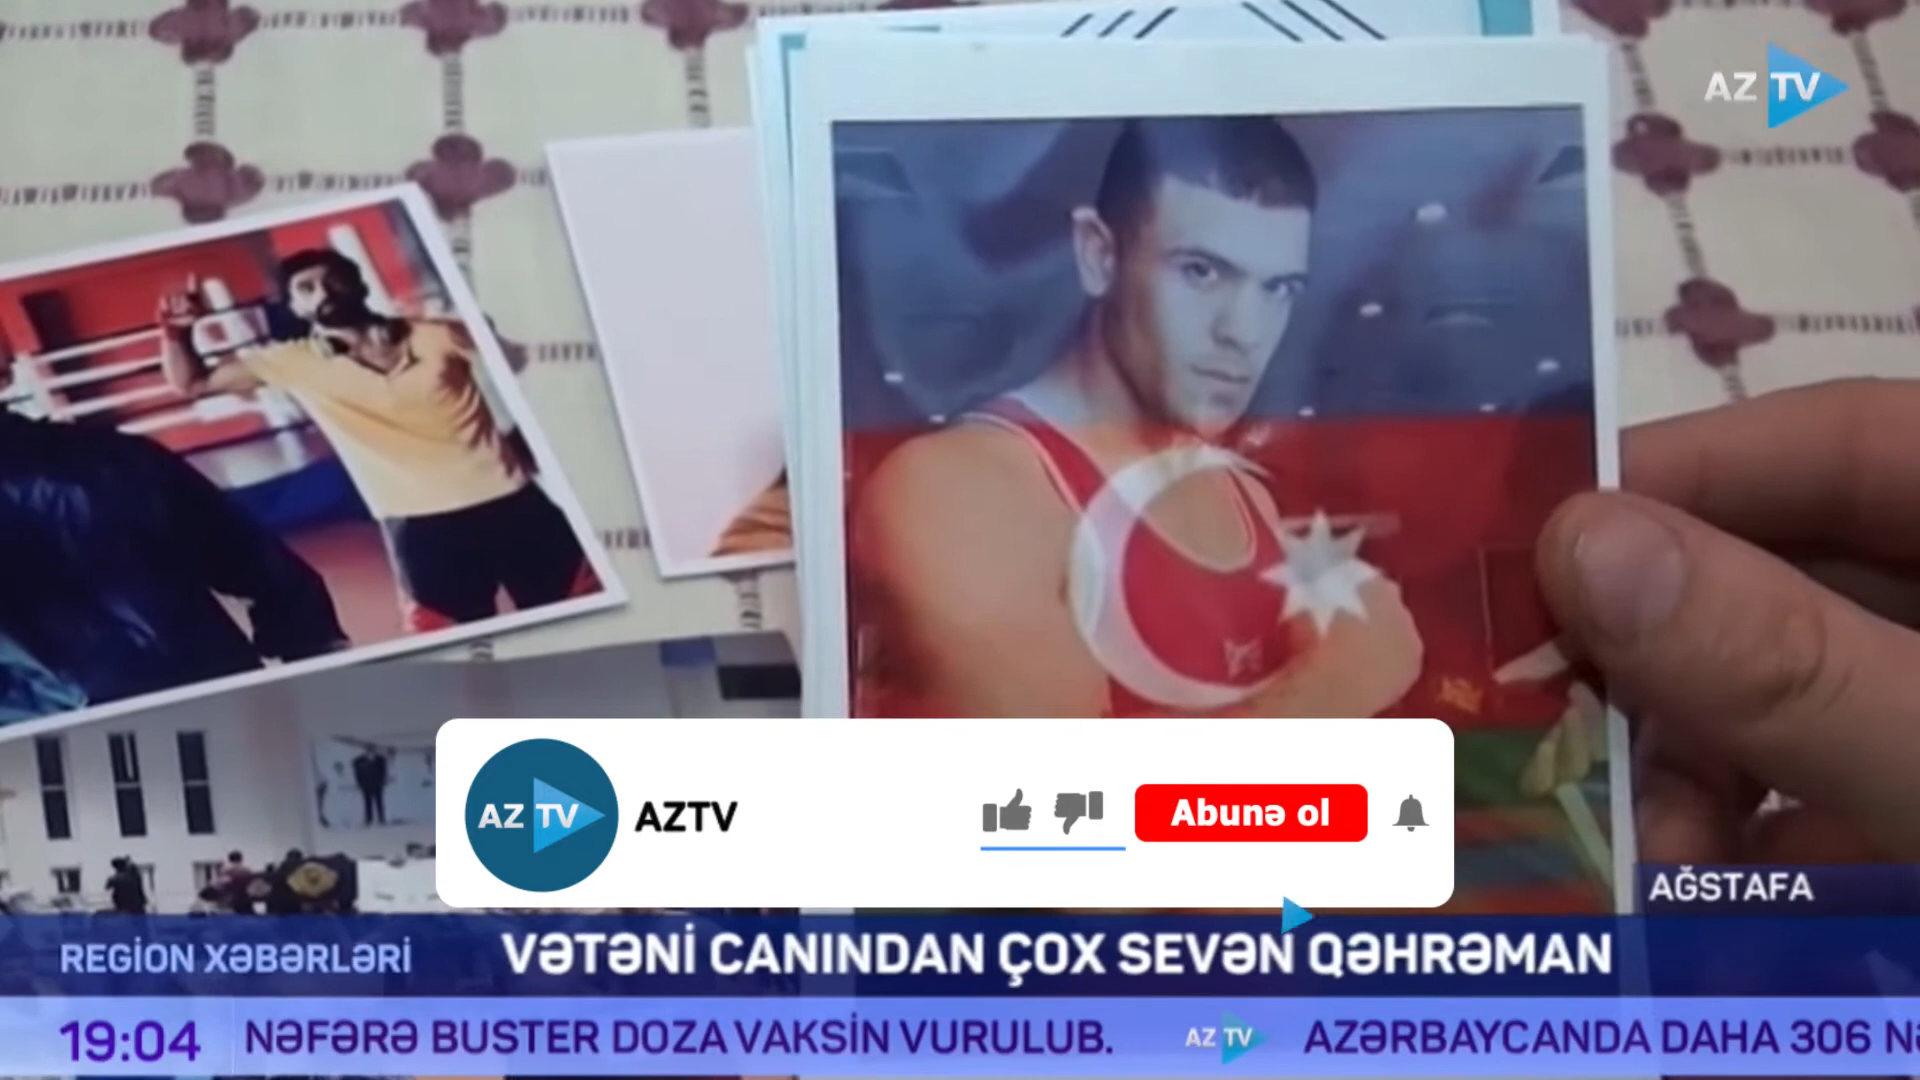 AZ TV
AZ TV
AZTV
Abunə ol
AĞSTAFA
REGİON XƏBƏRLƏRİ
VƏTƏNİ CANINDAN ÇOX SEVƏN QƏHRƏMAN
19:04
NƏFƏRƏ BUSTER DOZA VAKSİN VURULUB.
AZ TV
AZƏRBAYCANDA DAHA 306